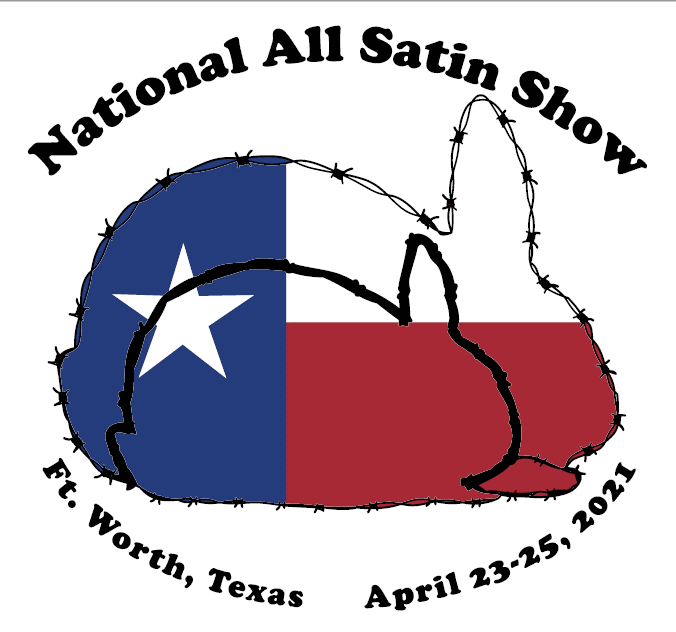 National All Satin Show
Ft. Worth, Texas
April 23-25, 2021